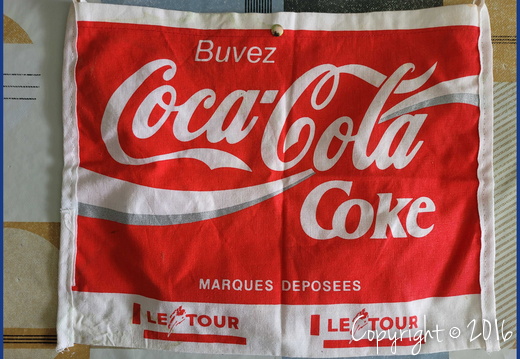 Buvez
Coca-Cola
Coke
MARQUES DEPOSEES
LE TOUR LE TOUR
Copyright © 2016